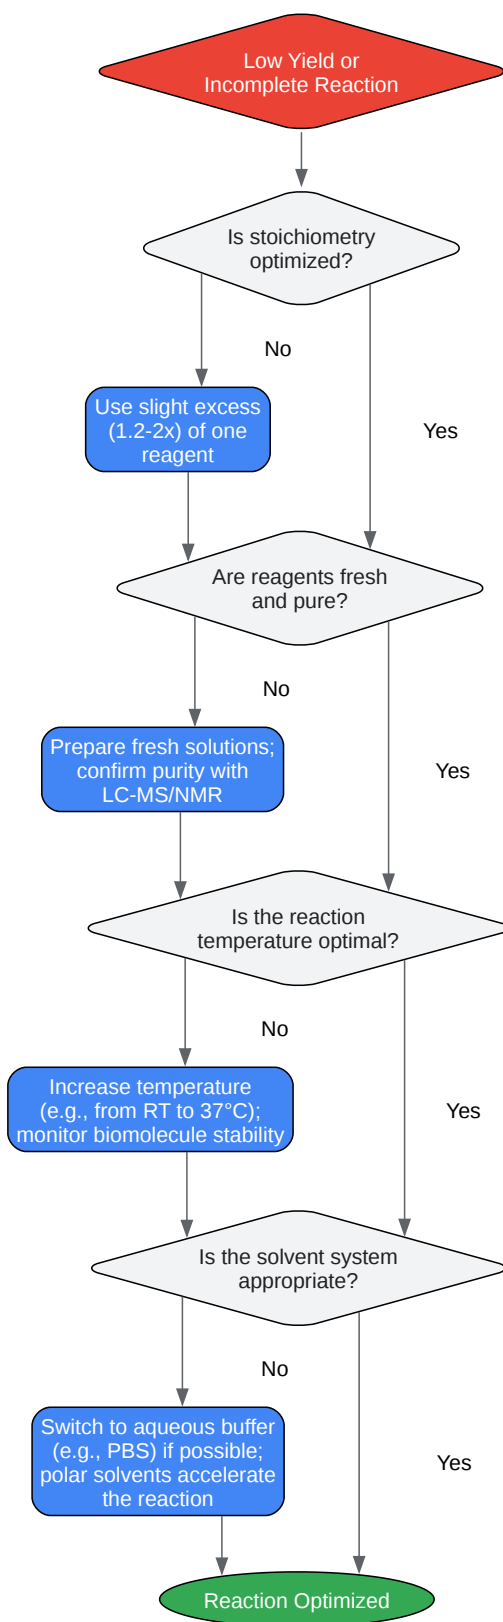 Low Yield or
Incomplete Reaction
Is stoichiometry
optimized?
No
Use slight excess
(1.2-2x) of one
reagent
Yes
Are reagents fresh
and pure?
No
Prepare fresh solutions;
confirm purity with
LC-MS/NMR
Yes
Is the reaction
temperature optimal?
No
Increase temperature
(e.g., from RT to 37°C);
monitor biomolecule stability
Yes
Is the solvent system
appropriate?
No
Switch to aqueous buffer
(e.g., PBS) if possible;
polar solvents accelerate
the reaction
Yes
Reaction Optimized